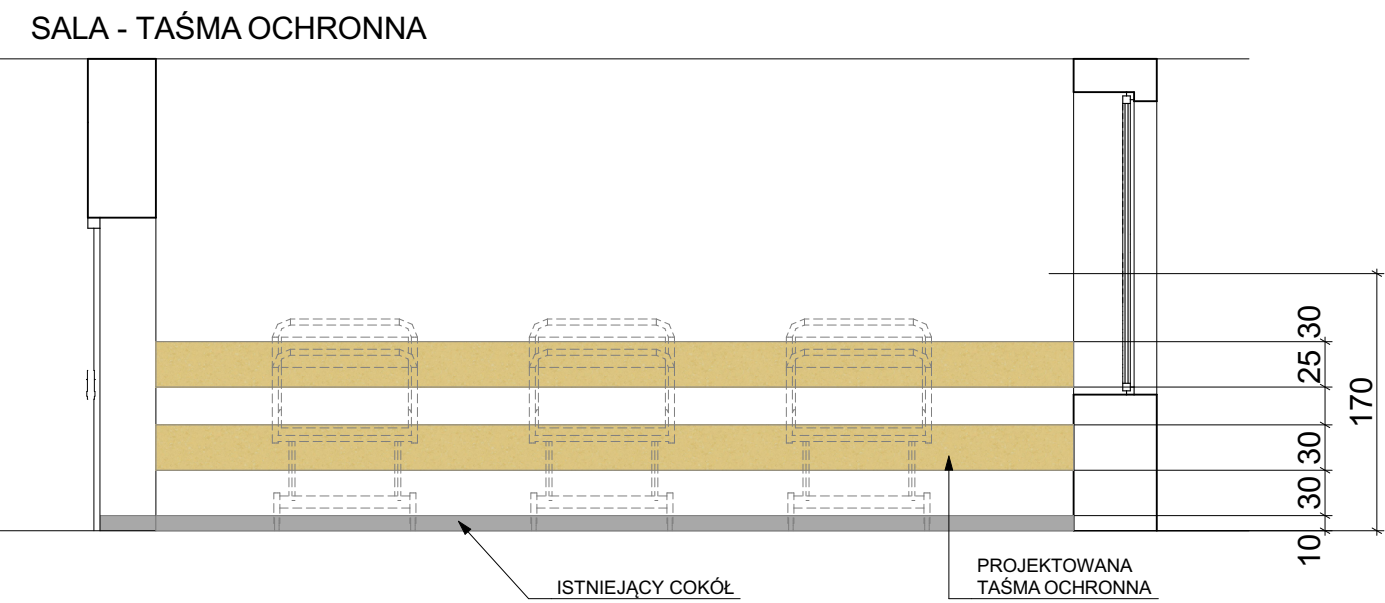 SALA - TAŚMA OCHRONNA
30
25
170
30
30
10
ISTNIEJĄCY COKÓŁ
PROJEKTOWANA
TAŚMA OCHRONNA